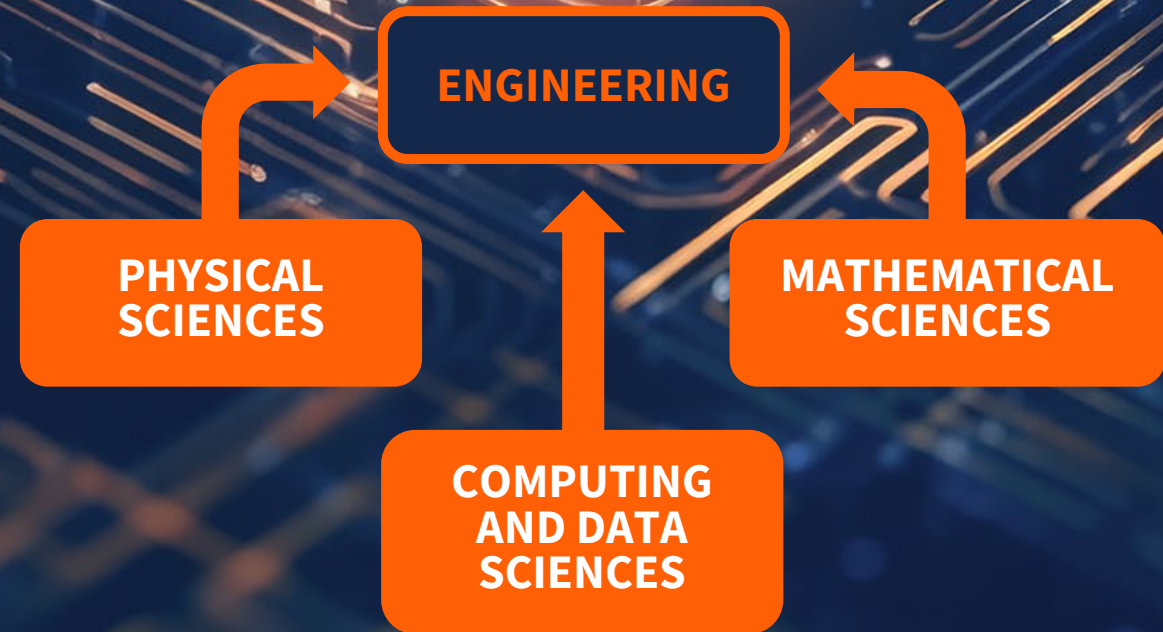 ENGINEERING
PHYSICAL
SCIENCES
MATHEMATICAL
SCIENCES
COMPUTING
AND DATA
SCIENCES